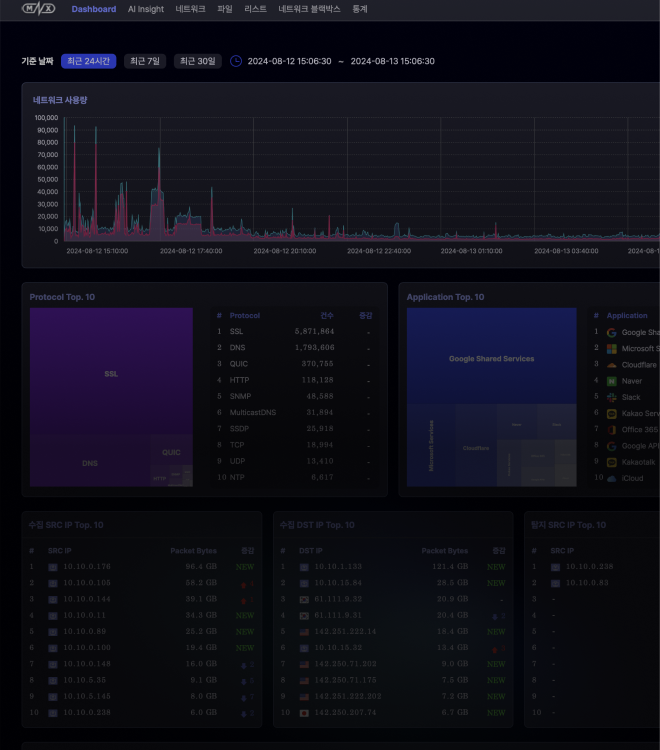 MNX Dashboard AI Insight 네트워크 파일 리스트 네트워크 블랙박스 통계
기준 날짜 최근 24시간 최근 7일 최근 30일 2024-08-12 15:06:30 ~ 2024-08-13 15:06:30
네트워크 사용량
100,000
90,000
80,000
70,000
60,000
50,000
40,000
30,000
20,000
10,000
0
2024-08-12 15:10:00 2024-08-12 17:40:00 2024-08-12 20:10:00 2024-08-12 22:40:00 2024-08-13 01:10:00 2024-08-13 03:40:00 2024-08-1
Protocol Top. 10
SSL
DNS
QUIC
HTTP
# Protocol 건수 증감
1 SSL 5,871,864 -
2 DNS 1,793,606 -
3 QUIC 370,755 -
4 HTTP 118,128 -
5 SNMP 48,588 -
6 MulticastDNS 31,894 -
7 SSDP 25,918 -
8 TCP 18,994 -
9 UDP 13,410 -
10 NTP 6,617 -
Application Top. 10
Google Shared Services
Microsoft Services
Cloudflare
# Application
1 Google Sha
2 Microsoft S
3 Cloudflare
4 Naver
5 Slack
6 Kakao Serv
7 Office 365
8 Google API
9 Kakaotalk
10 iCloud
수집 SRC IP Top. 10
# SRC IP Packet Bytes 증감
1 10.10.0.176 96.4 GB NEW
2 10.10.0.105 58.2 GB
3 10.10.0.144 39.1 GB
4 10.10.0.11 34.3 GB NEW
5 10.10.0.89 25.2 GB NEW
6 10.10.0.100 19.4 GB NEW
7 10.10.0.148 16.0 GB
8 10.10.5.35 9.1 GB
9 10.10.5.145 8.0 GB
10 10.10.0.238 6.0 GB
수집 DST IP Top. 10
# DST IP Packet Bytes 증감
1 10.10.1.133 121.4 GB NEW
2 10.10.15.84 29.5 GB NEW
3 61.111.9.32 20.8 GB -
4 61.111.9.31 20.4 GB
5 142.251.222.14 18.4 GB NEW
6 10.10.15.32 13.4 GB
7 142.250.71.202 9.0 GB NEW
8 142.250.71.175 7.5 GB NEW
9 142.251.222.202 7.2 GB NEW
10 142.250.207.74 6.7 GB NEW
탐지 SRC IP Top. 10
# SRC IP
1 10.10.0.238
2 10.10.0.83
3 -
4 -
5 -
6 -
7 -
8 -
9 -
10 -